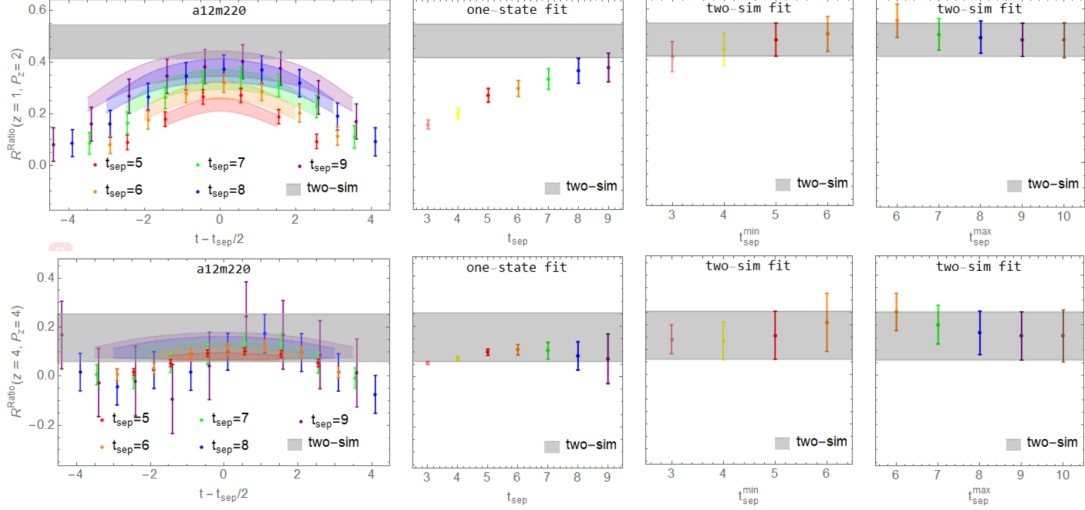 a12m220
one-state fit
two-sim fit
two-sim fit
R^Ratio(z = 1, P_z = 2)
0.6
0.4
0.2
0.0
t_sep=5
t_sep=7
t_sep=9
t_sep=6
t_sep=8
two-sim
two-sim
two-sim
two-sim
−4 −2 0 2 4
3 4 5 6 7 8 9
3 4 5 6
6 7 8 9 10
t − t_sep/2
t_sep
t_sep^min
t_sep^max
a12m220
one-state fit
two-sim fit
two-sim fit
R^Ratio(z = 4, P_z = 4)
0.4
0.2
0.0
−0.2
t_sep=5
t_sep=7
t_sep=9
t_sep=6
t_sep=8
two-sim
two-sim
two-sim
two-sim
−4 −2 0 2 4
3 4 5 6 7 8 9
3 4 5 6
6 7 8 9 10
t − t_sep/2
t_sep
t_sep^min
t_sep^max